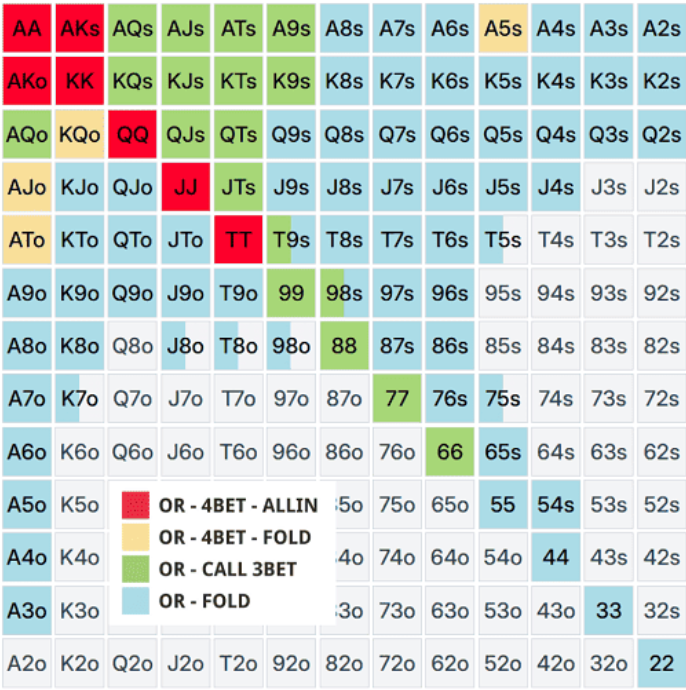 AA AKs AQs AJs ATs A9s A8s A7s A6s A5s A4s A3s A2s
AKo KK KQs KJs KTs K9s K8s K7s K6s K5s K4s K3s K2s
AQo KQo QQ QJs QTs Q9s Q8s Q7s Q6s Q5s Q4s Q3s Q2s
AJo KJo QJo JJ JTs J9s J8s J7s J6s J5s J4s J3s J2s
ATo KTo QTo JTo TT T9s T8s T7s T6s T5s T4s T3s T2s
A9o K9o Q9o J9o T9o 99 98s 97s 96s 95s 94s 93s 92s
A8o K8o Q8o J8o T8o 98o 88 87s 86s 85s 84s 83s 82s
A7o K7o Q7o J7o T7o 97o 87o 77 76s 75s 74s 73s 72s
A6o K6o Q6o J6o T6o 96o 86o 76o 66 65s 64s 63s 62s
A5o K5o 5o 75o 65o 55 54s 53s 52s
OR - 4BET - ALLIN
OR - 4BET - FOLD
A4o K4o 4o 74o 64o 54o 44 43s 42s
OR - CALL 3BET
OR - FOLD
A3o K3o 3o 73o 63o 53o 43o 33 32s
A2o K2o Q2o J2o T2o 92o 82o 72o 62o 52o 42o 32o 22